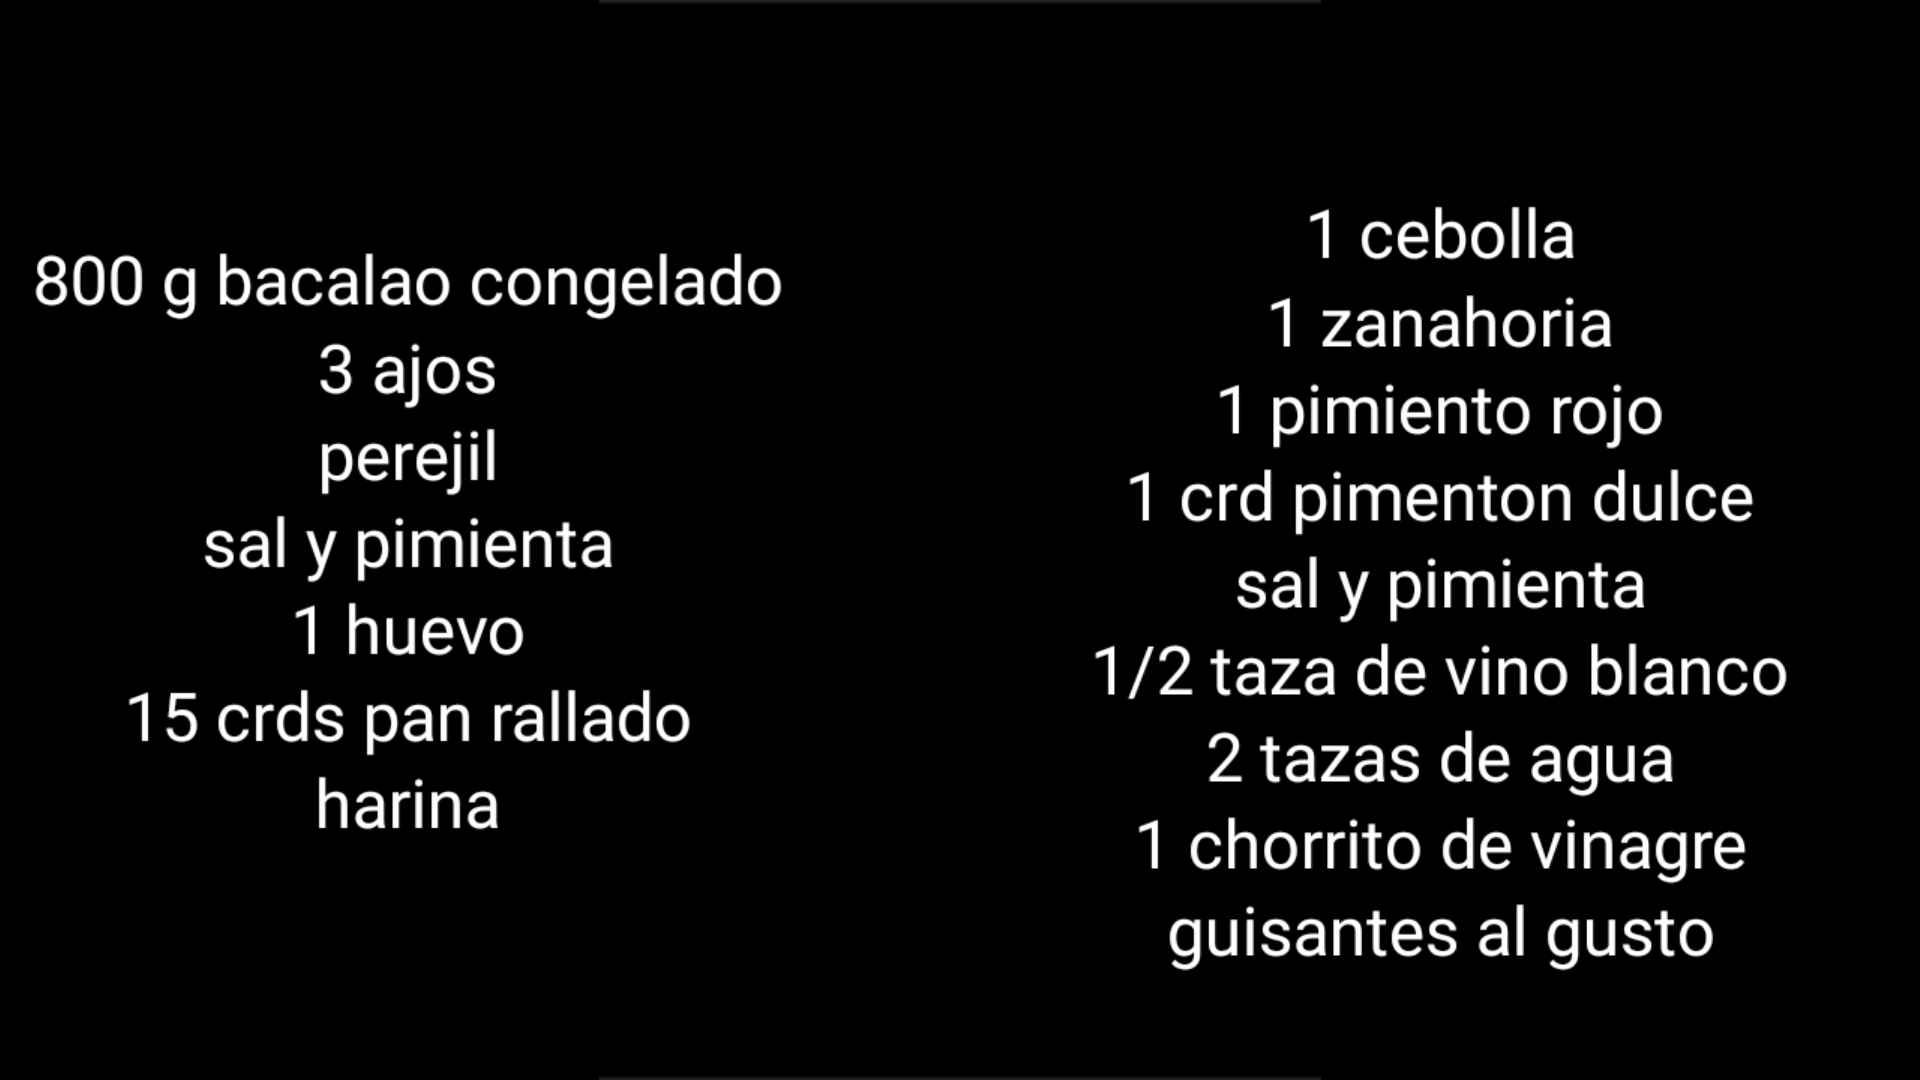 800 g bacalao congelado
3 ajos
perejil
sal y pimienta
1 huevo
15 crds pan rallado
harina
1 cebolla
1 zanahoria
1 pimiento rojo
1 crd pimenton dulce
sal y pimienta
1/2 taza de vino blanco
2 tazas de agua
1 chorrito de vinagre
guisantes al gusto